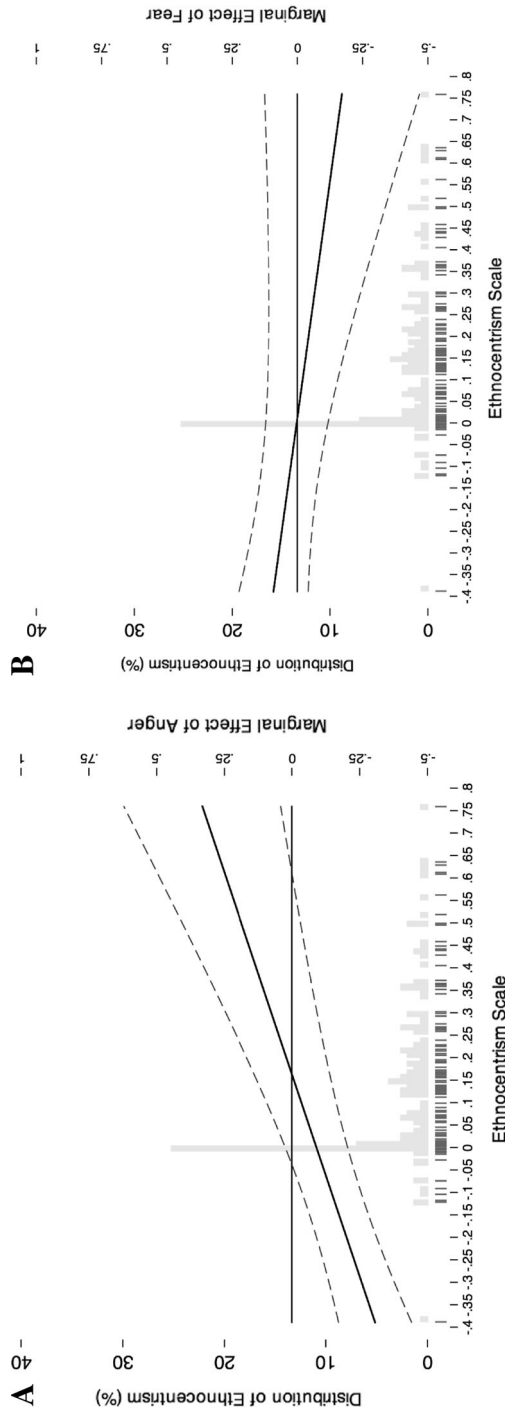 A
Distribution of Ethnocentrism (%)
40
30
20
10
0
Marginal Effect of Anger
1
.75
.5
.25
0
-.25
-.5
-.4 -.35 -.3 -.25 -.2 -.15 -.1 -.05 0 .05 .1 .15 .2 .25 .3 .35 .4 .45 .5 .55 .6 .65 .7 .75 .8
Ethnocentrism Scale
B
Distribution of Ethnocentrism (%)
40
30
20
10
0
Marginal Effect of Fear
1
.75
.5
.25
0
-.25
-.5
-.4 -.35 -.3 -.25 -.2 -.15 -.1 -.05 0 .05 .1 .15 .2 .25 .3 .35 .4 .45 .5 .55 .6 .65 .7 .75 .8
Ethnocentrism Scale